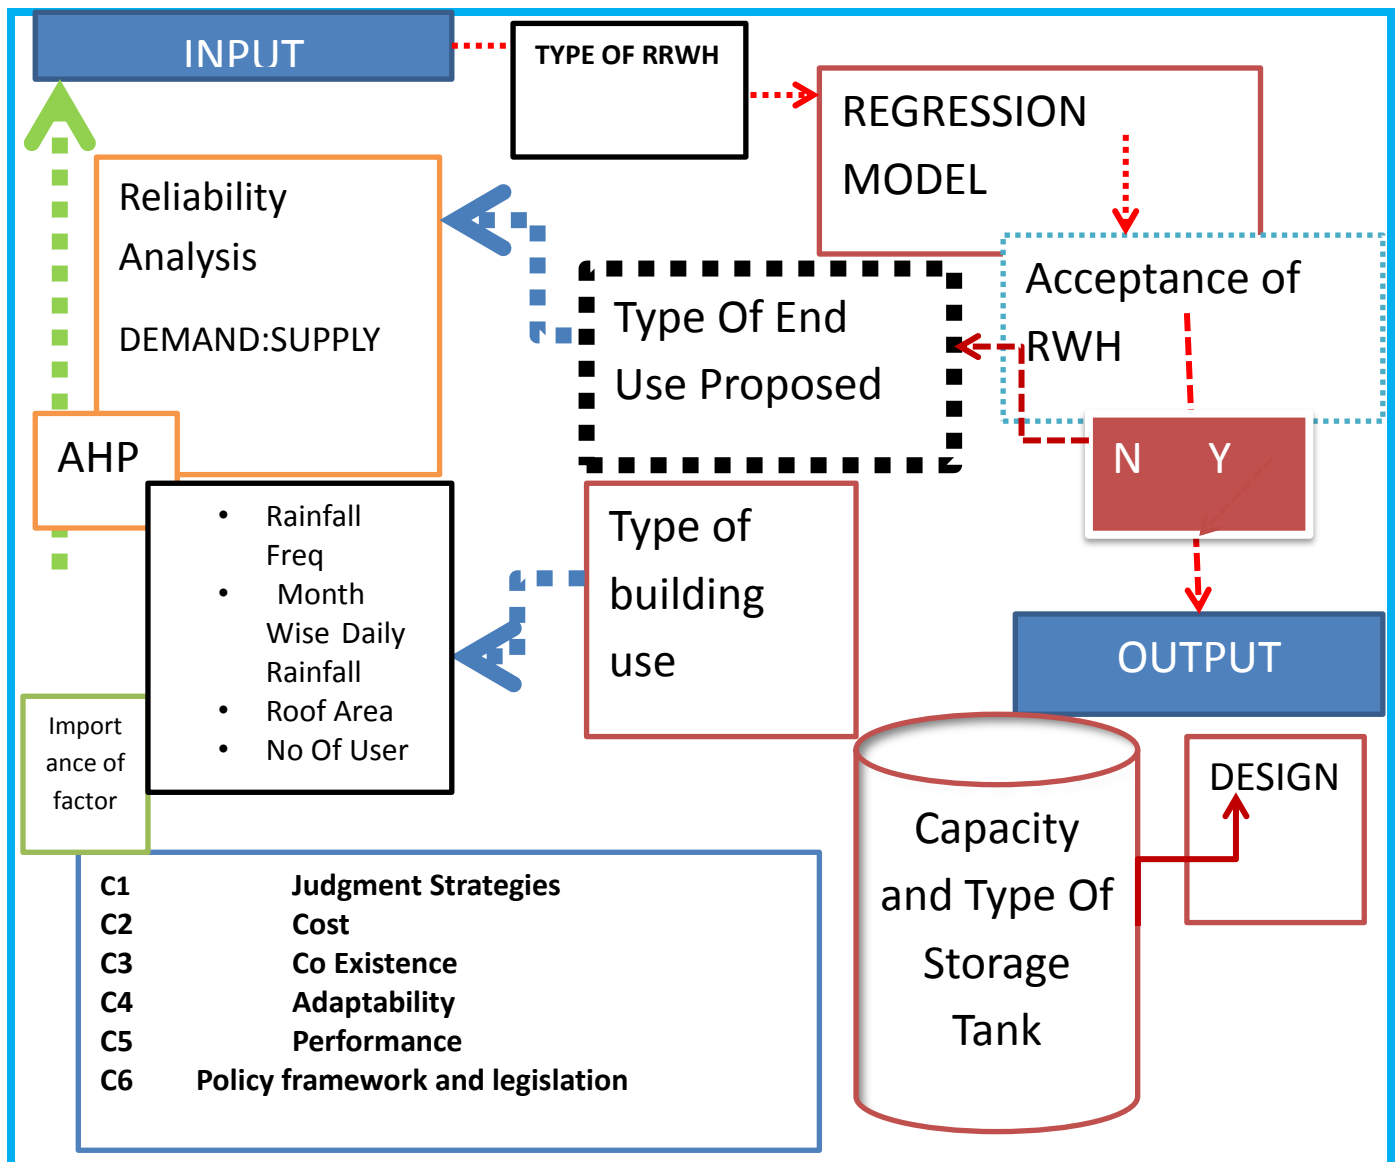 INPUT
TYPE OF RRWH
REGRESSION
MODEL
Reliability
Analysis
DEMAND:SUPPLY
Type Of End
Use Proposed
Acceptance of
RWH
AHP
N Y
• Rainfall
Freq
• Month
Wise Daily
Rainfall
• Roof Area
• No Of User
Type of
building
use
OUTPUT
Import
ance of
factor
DESIGN
Capacity
and Type Of
Storage
Tank
C1 Judgment Strategies
C2 Cost
C3 Co Existence
C4 Adaptability
C5 Performance
C6 Policy framework and legislation